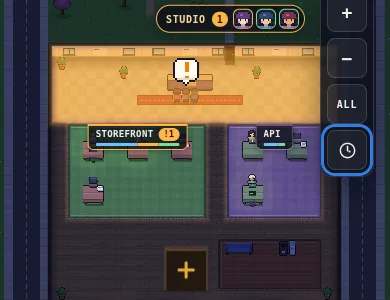 STUDIO 1
+
−
ALL
!
STOREFRONT !1
API
+